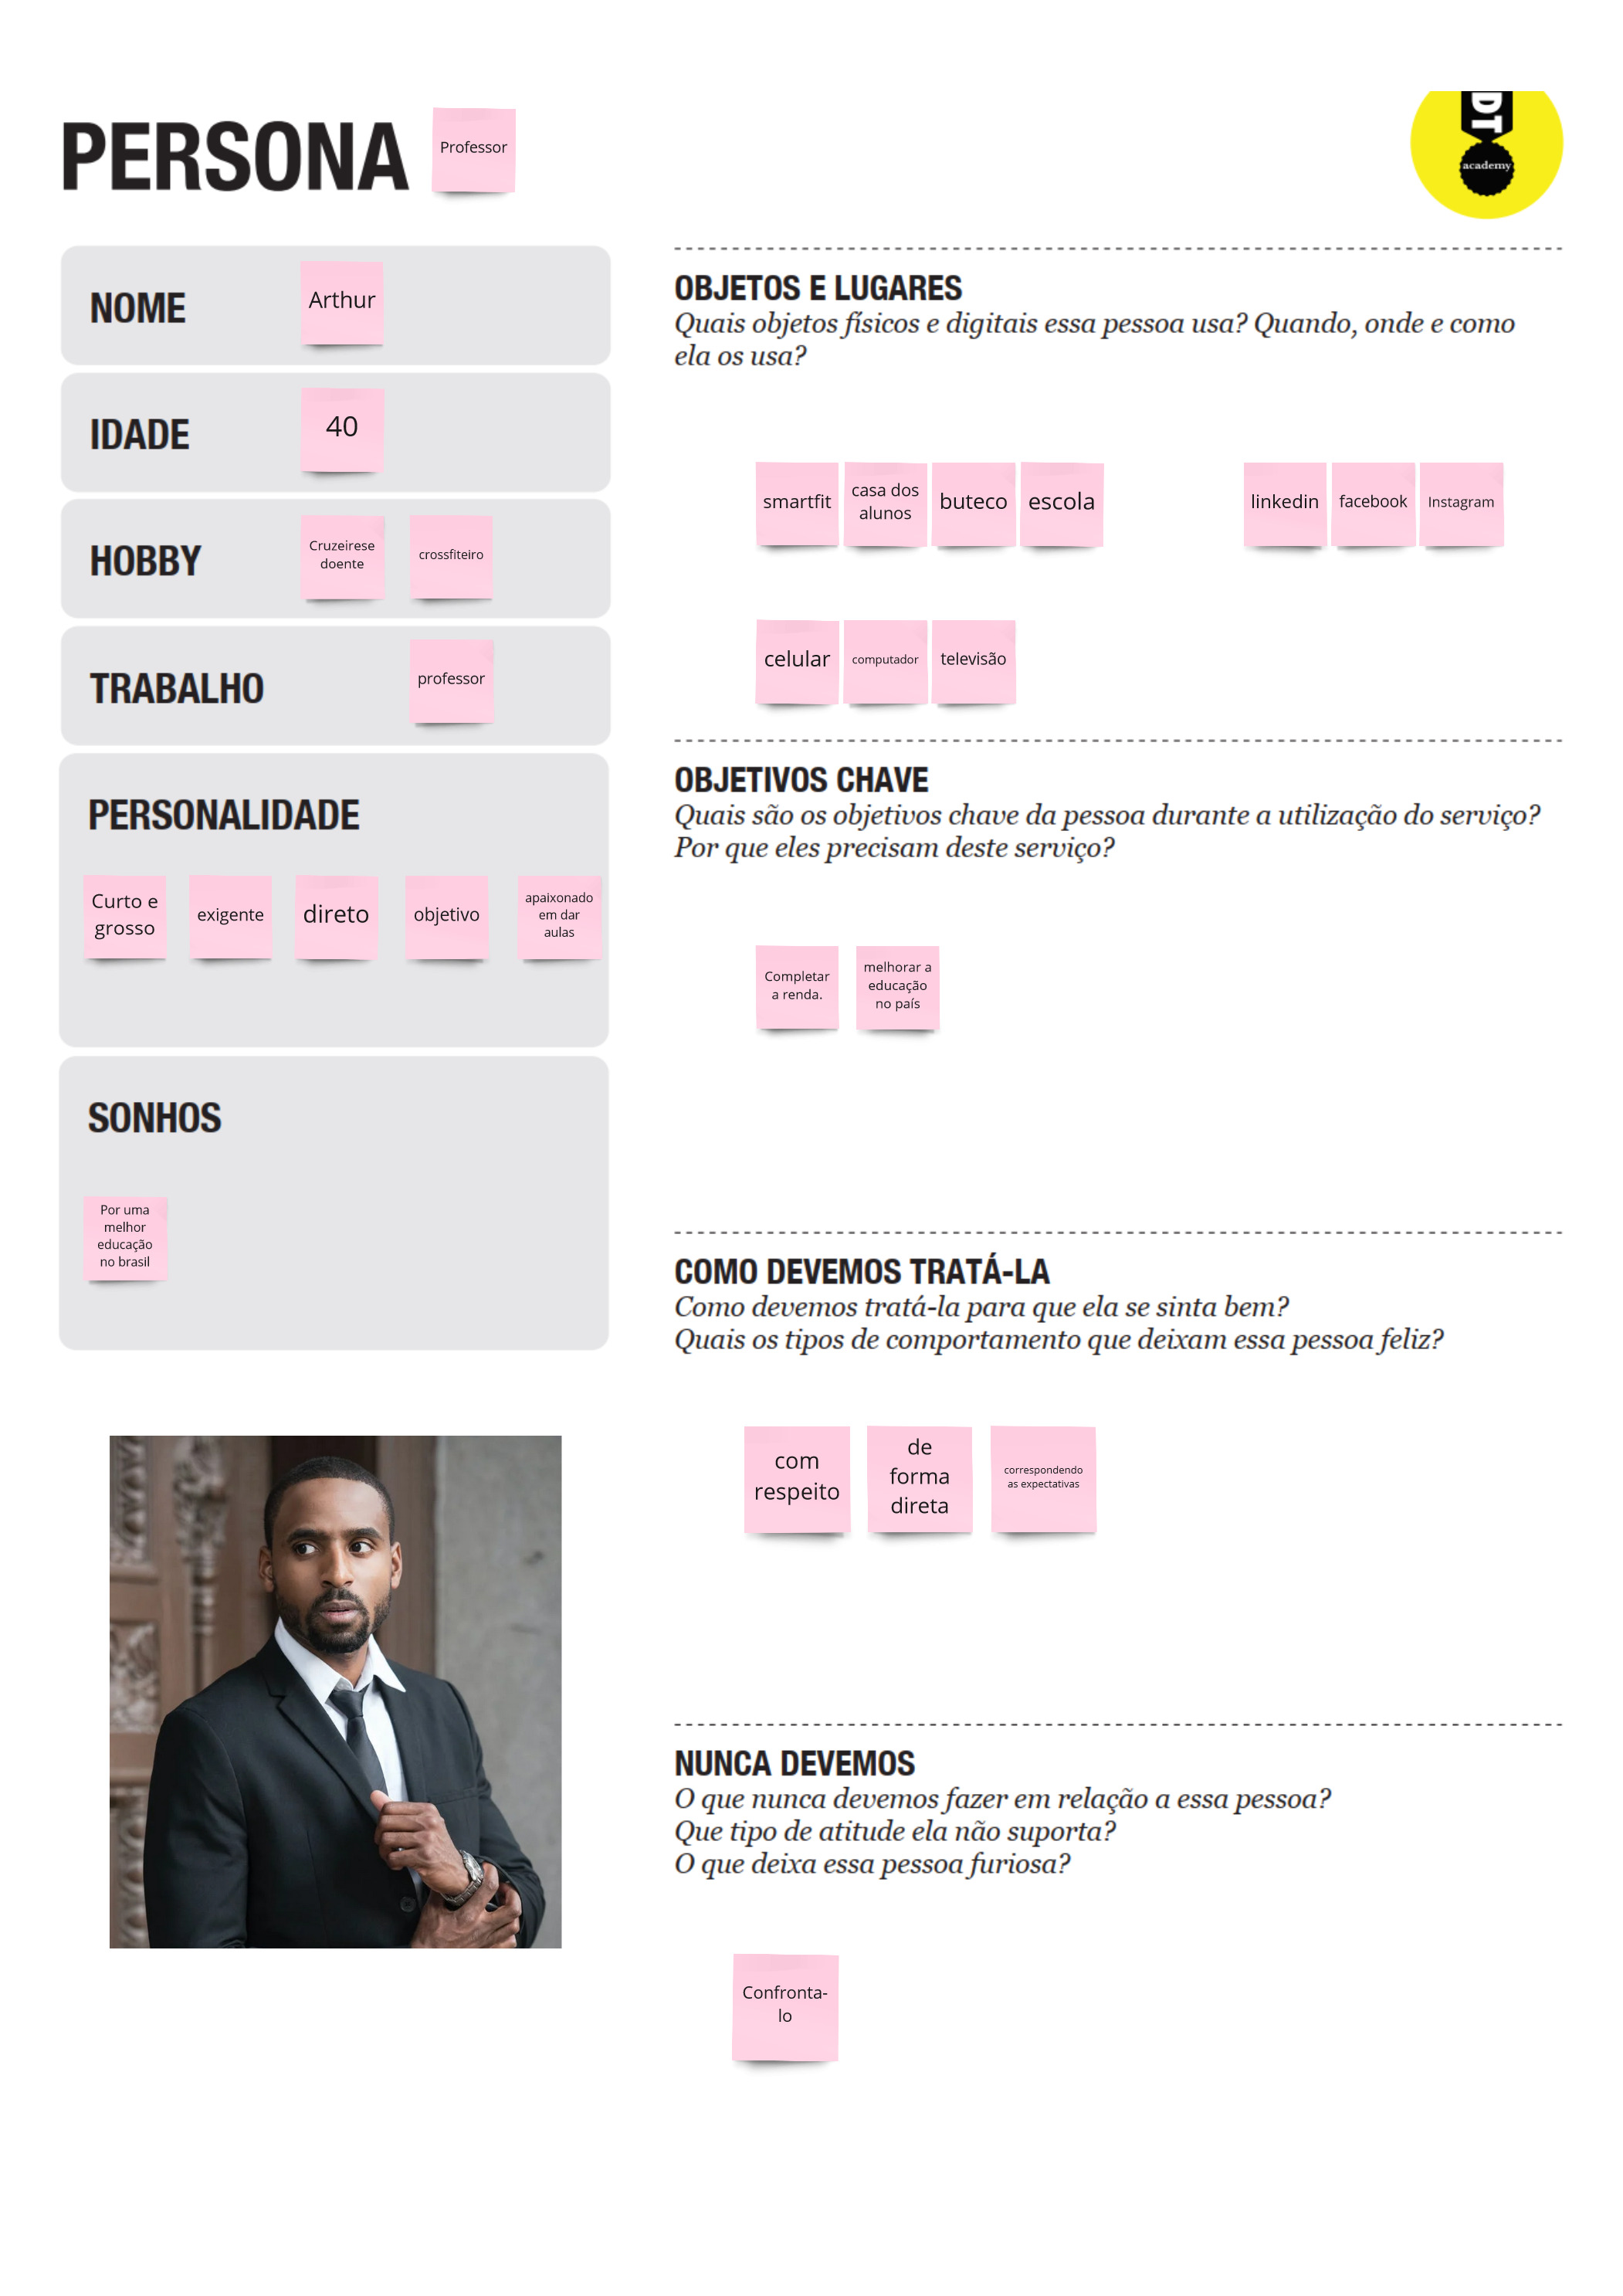 PERSONA
Professor
DT
academy
NOME
Arthur
IDADE
40
HOBBY
Cruzeirese
doente
crossfiteiro
TRABALHO
professor
PERSONALIDADE
Curto e
grosso
exigente
direto
objetivo
apaixonado
em dar
aulas
SONHOS
Por uma
melhor
educação
no brasil
OBJETOS E LUGARES
Quais objetos físicos e digitais essa pessoa usa? Quando, onde e como
ela os usa?
smartfit
casa dos
alunos
buteco
escola
linkedin
facebook
Instagram
celular
computador
televisão
OBJETIVOS CHAVE
Quais são os objetivos chave da pessoa durante a utilização do serviço?
Por que eles precisam deste serviço?
Completar
a renda.
melhorar a
educação
no país
COMO DEVEMOS TRATÁ-LA
Como devemos tratá-la para que ela se sinta bem?
Quais os tipos de comportamento que deixam essa pessoa feliz?
com
respeito
de
forma
direta
correspondendo
as expectativas
NUNCA DEVEMOS
O que nunca devemos fazer em relação a essa pessoa?
Que tipo de atitude ela não suporta?
O que deixa essa pessoa furiosa?
Confronta-
lo